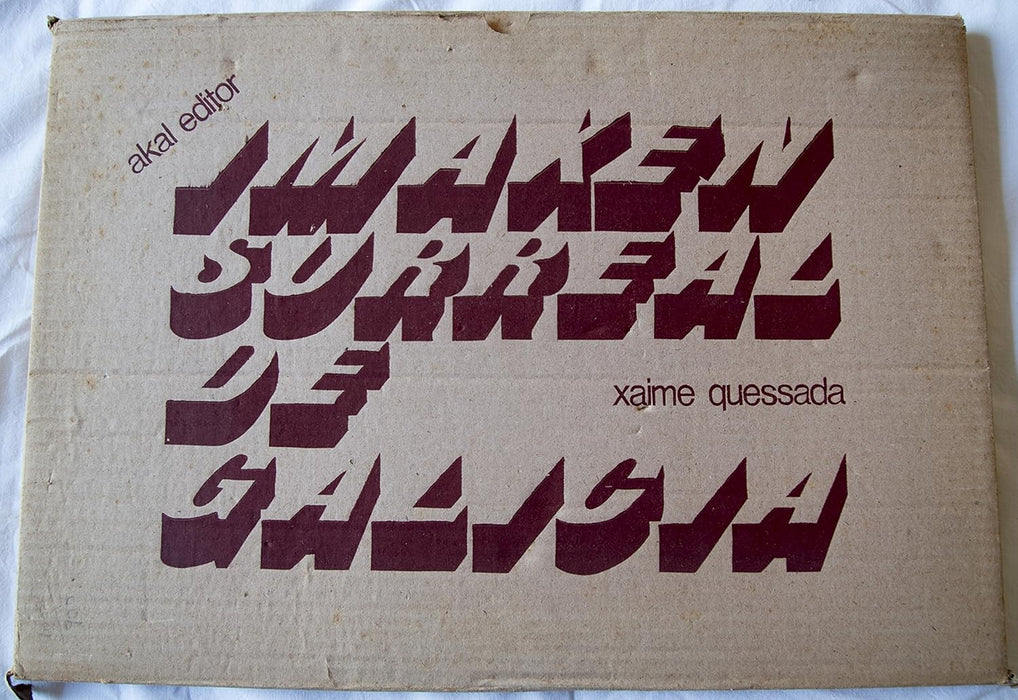 akal editor
IMAXEN
SURREAL
DE
xaime quessada
GALICIA